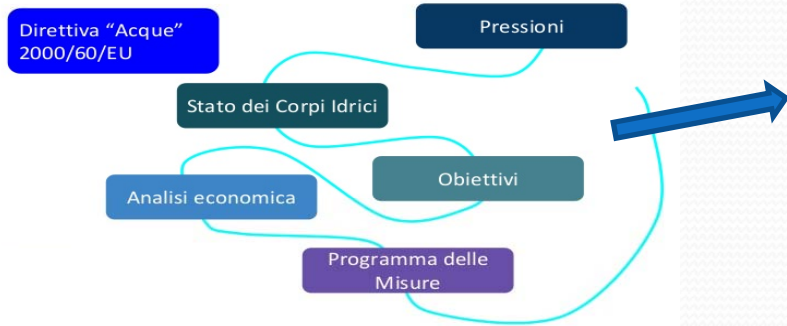 Direttiva “Acque”
2000/60/EU
Pressioni
Stato dei Corpi Idrici
Obiettivi
Analisi economica
Programma delle
Misure